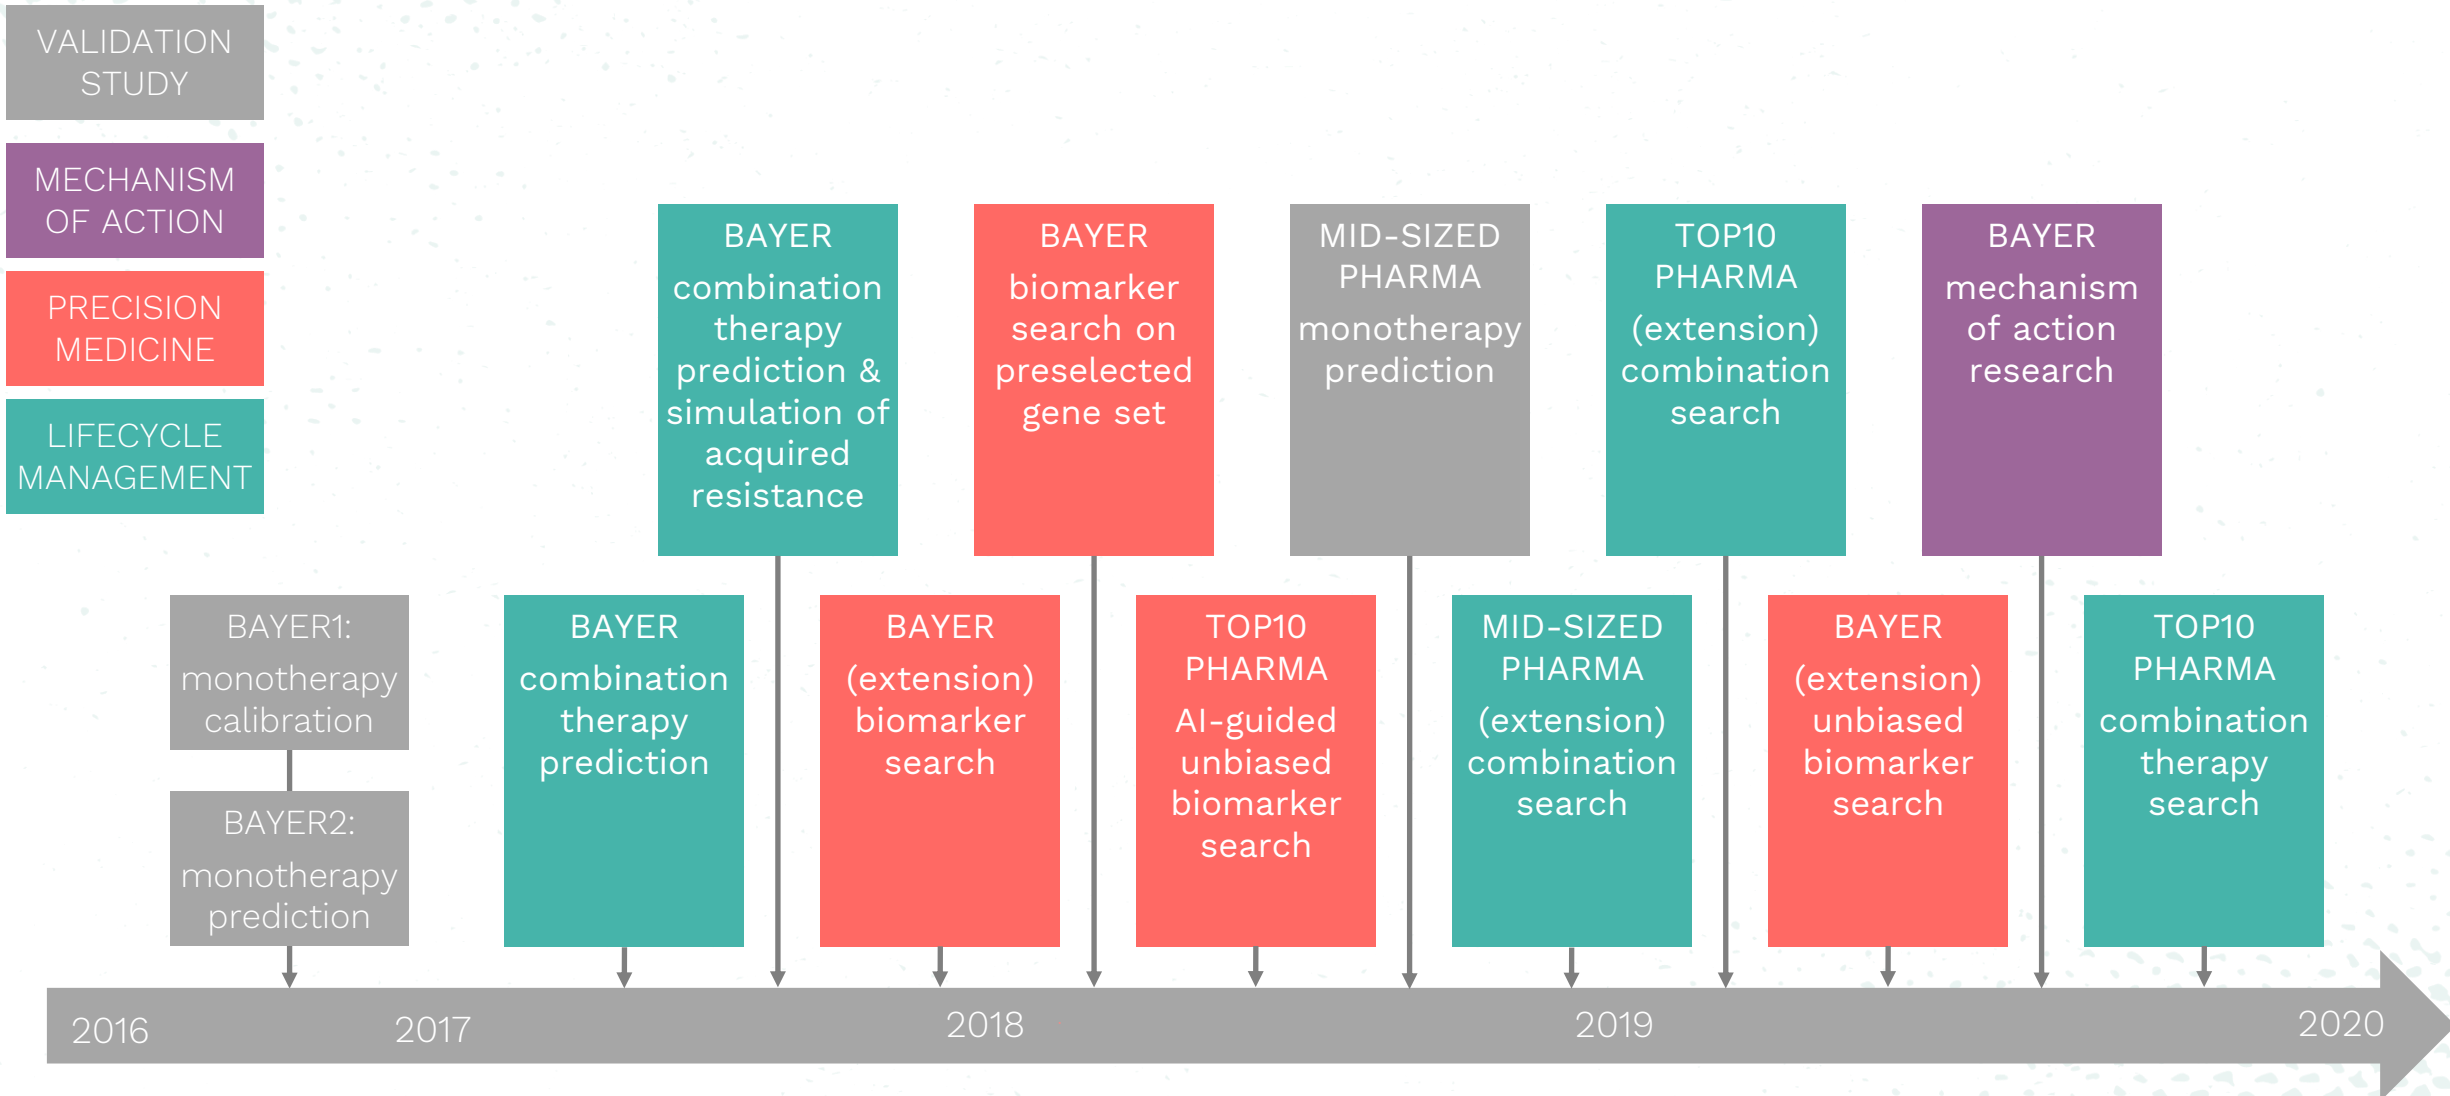 VALIDATION
STUDY
MECHANISM
OF ACTION
PRECISION
MEDICINE
LIFECYCLE
MANAGEMENT
BAYER
combination
therapy
prediction &
simulation of
acquired
resistance
BAYER
biomarker
search on
preselected
gene set
MID-SIZED
PHARMA
monotherapy
prediction
TOP10
PHARMA
(extension)
combination
search
BAYER
mechanism
of action
research
BAYER1:
monotherapy
calibration
BAYER2:
monotherapy
prediction
BAYER
combination
therapy
prediction
BAYER
(extension)
biomarker
search
TOP10
PHARMA
AI-guided
unbiased
biomarker
search
MID-SIZED
PHARMA
(extension)
combination
search
BAYER
(extension)
unbiased
biomarker
search
TOP10
PHARMA
combination
therapy
search
2016
2017
2018
2019
2020